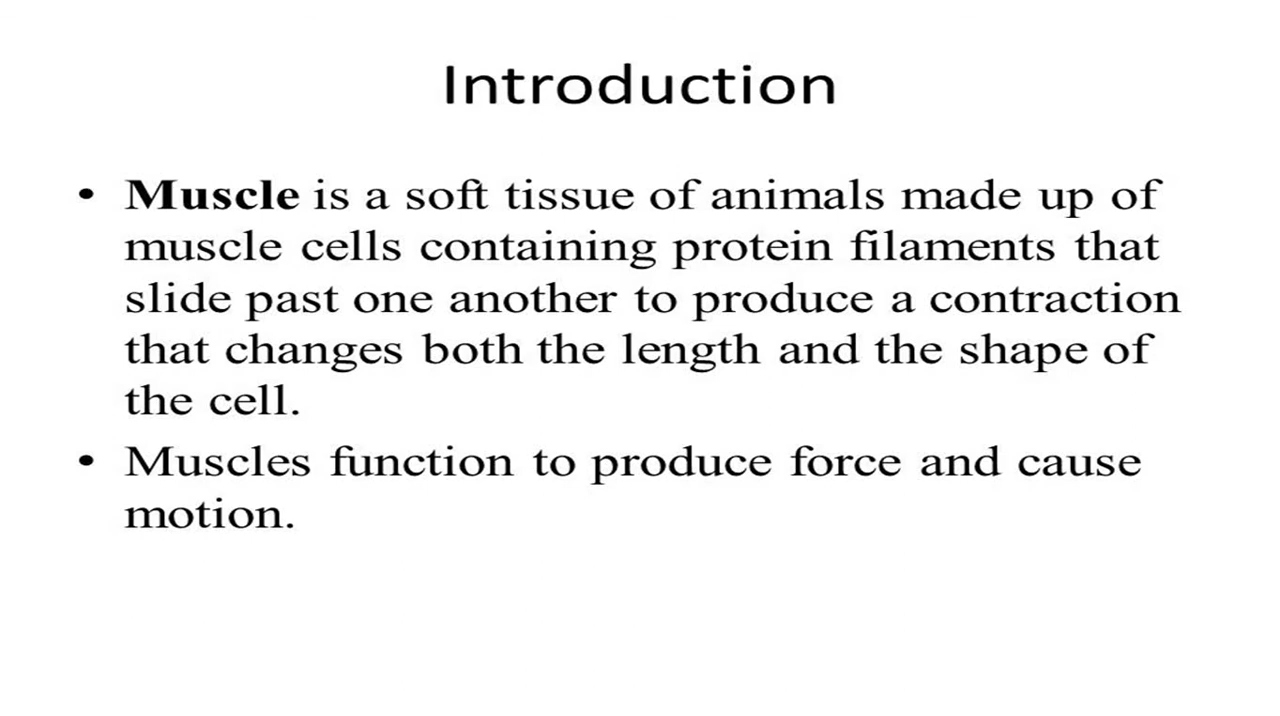 Introduction
• Muscle is a soft tissue of animals made up of
muscle cells containing protein filaments that
slide past one another to produce a contraction
that changes both the length and the shape of
the cell.
• Muscles function to produce force and cause
motion.